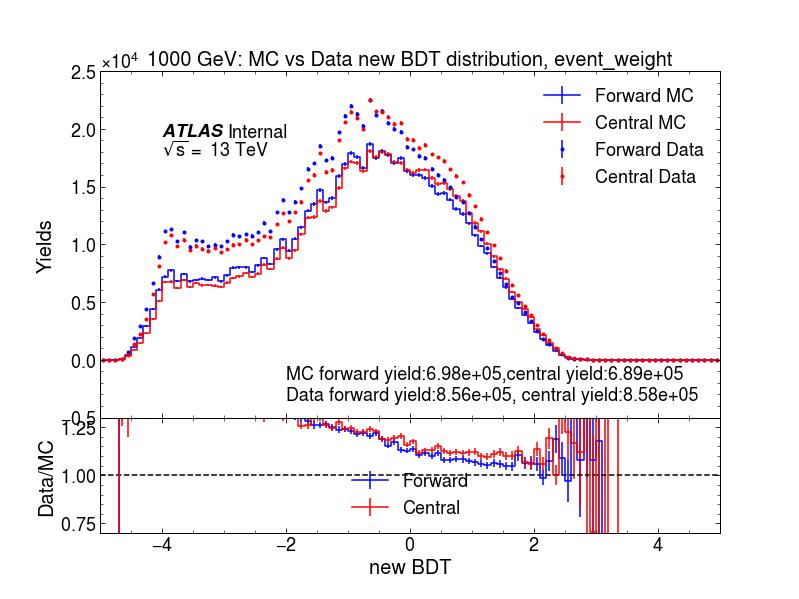 ×10⁴ 1000 GeV: MC vs Data new BDT distribution, event_weight
2.5
2.0
1.5
1.0
0.5
0.0
0.5
Yields
ATLAS Internal
√s = 13 TeV
Forward MC
Central MC
Forward Data
Central Data
MC forward yield:6.98e+05,central yield:6.89e+05
Data forward yield:8.56e+05, central yield:8.58e+05
1.25
1.00
0.75
Data/MC
Forward
Central
−4 −2 0 2 4
new BDT